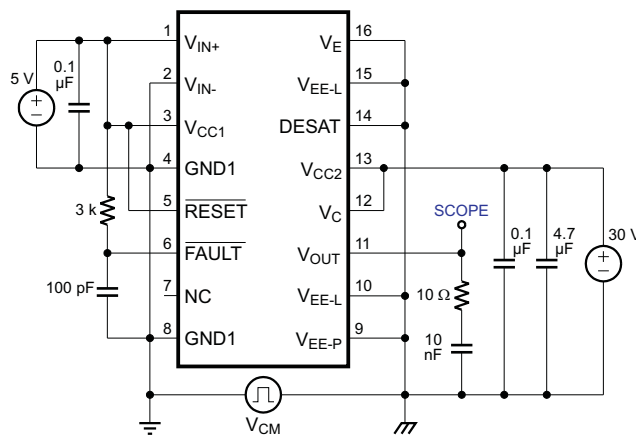 1 V_IN+ V_E 16
5 V 0.1 µF
2 V_IN- V_EE-L 15
3 V_CC1 DESAT 14
4 GND1 V_CC2 13
3 k
5 RESET V_C 12
SCOPE
0.1 µF 4.7 µF 30 V
6 FAULT V_OUT 11
100 pF
7 NC V_EE-L 10
10 Ω
8 GND1 V_EE-P 9
10 nF
V_CM